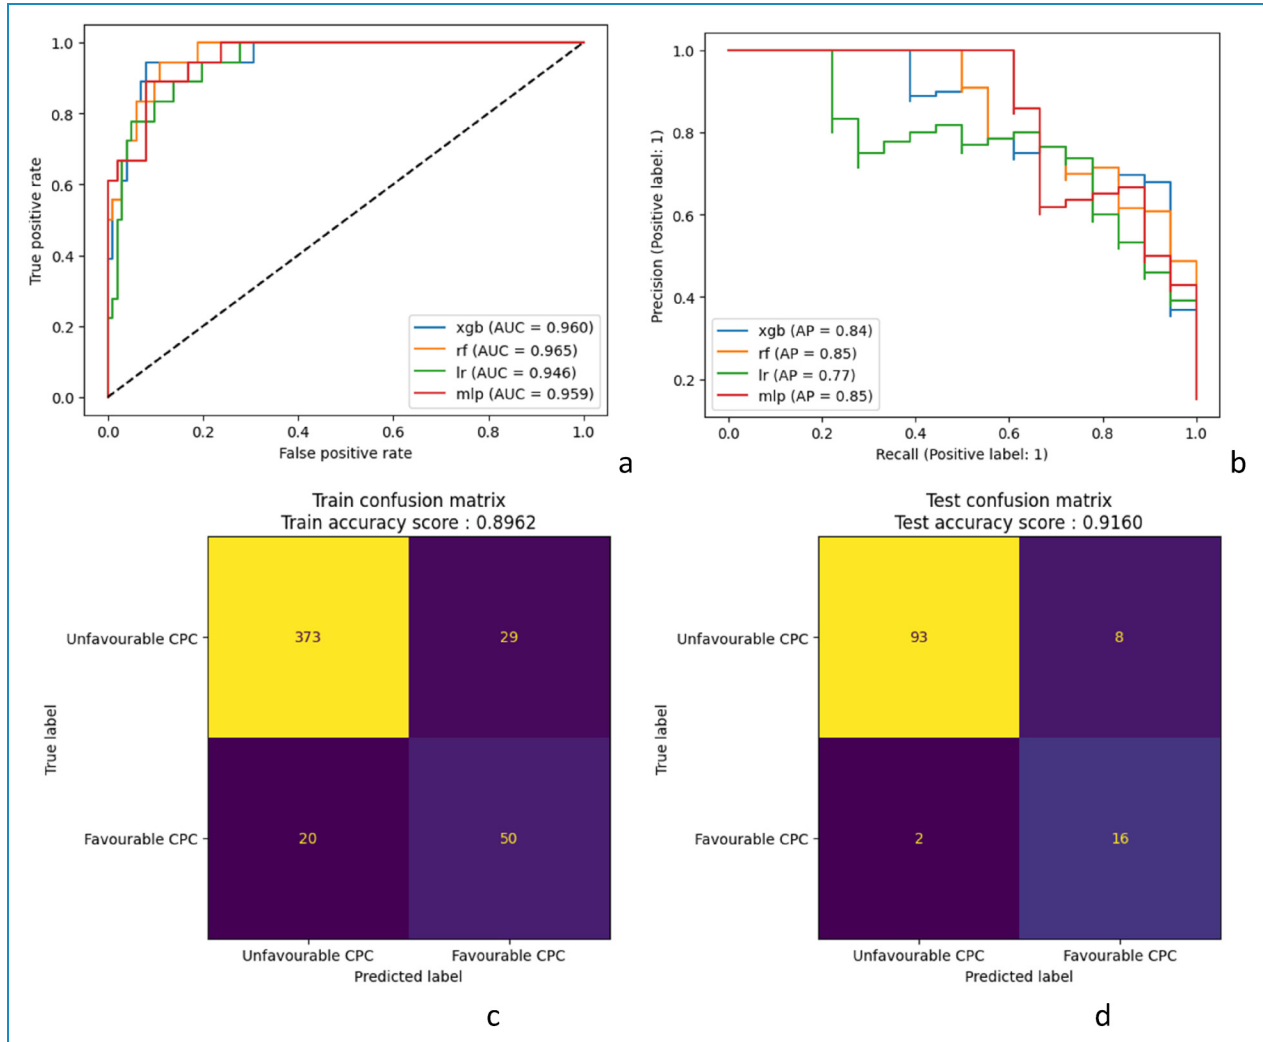 1.0
0.8
0.6
0.4
0.2
0.0
True positive rate
0.0
0.2
0.4
0.6
0.8
1.0
False positive rate
xgb (AUC = 0.960)
rf (AUC = 0.965)
lr (AUC = 0.946)
mlp (AUC = 0.959)
a
1.0
0.8
0.6
0.4
0.2
Precision (Positive label: 1)
0.0
0.2
0.4
0.6
0.8
1.0
Recall (Positive label: 1)
xgb (AP = 0.84)
rf (AP = 0.85)
lr (AP = 0.77)
mlp (AP = 0.85)
b
Train confusion matrix
Train accuracy score : 0.8962
True label
Unfavourable CPC
373
29
Favourable CPC
20
50
Unfavourable CPC
Favourable CPC
Predicted label
c
Test confusion matrix
Test accuracy score : 0.9160
True label
Unfavourable CPC
93
8
Favourable CPC
2
16
Unfavourable CPC
Favourable CPC
Predicted label
d